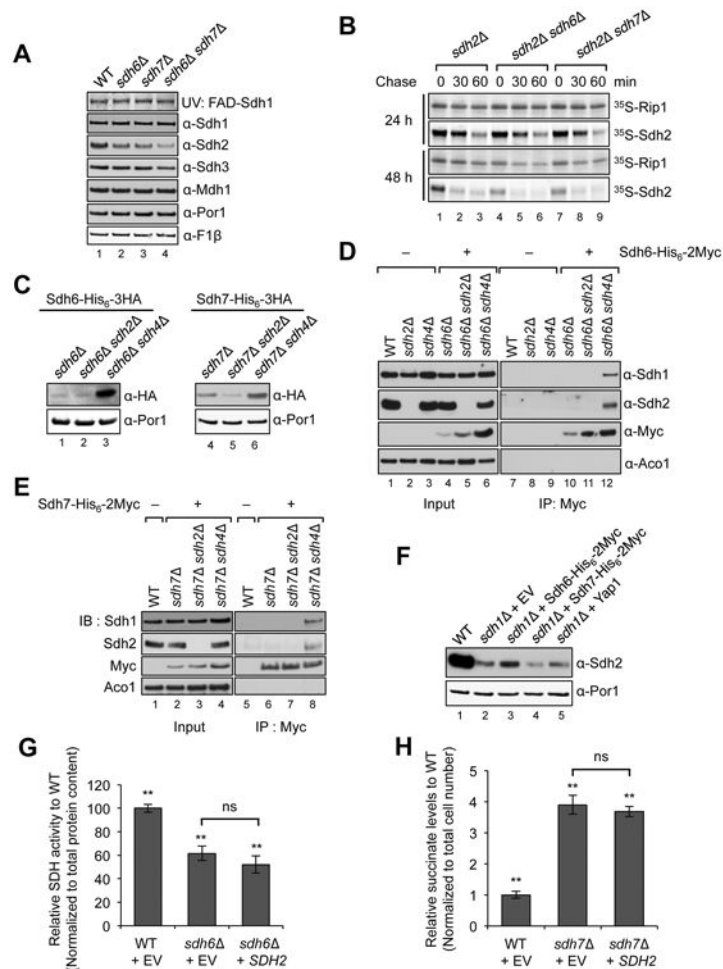 A
WT
sdh6Δ
sdh7Δ
sdh6Δ sdh7Δ
UV: FAD-Sdh1
α-Sdh1
α-Sdh2
α-Sdh3
α-Mdh1
α-Por1
α-F1β
1 2 3 4
B
sdh2Δ
sdh2Δ sdh6Δ
sdh2Δ sdh7Δ
Chase 0 30 60 0 30 60 0 30 60 min
24 h
³⁵S-Rip1
³⁵S-Sdh2
48 h
³⁵S-Rip1
³⁵S-Sdh2
1 2 3 4 5 6 7 8 9
C
Sdh6-His₆-3HA
sdh6Δ
sdh6Δ sdh2Δ
sdh6Δ sdh4Δ
α-HA
α-Por1
1 2 3
Sdh7-His₆-3HA
sdh7Δ
sdh7Δ sdh2Δ
sdh7Δ sdh4Δ
α-HA
α-Por1
4 5 6
D
– + – + Sdh6-His₆-2Myc
WT
sdh2Δ
sdh4Δ
sdh6Δ
sdh6Δ sdh2Δ
sdh6Δ sdh4Δ
WT
sdh2Δ
sdh4Δ
sdh6Δ
sdh6Δ sdh2Δ
sdh6Δ sdh4Δ
α-Sdh1
α-Sdh2
α-Myc
α-Aco1
1 2 3 4 5 6 7 8 9 10 11 12
Input IP: Myc
E
Sdh7-His₆-2Myc – + – +
WT
sdh7Δ
sdh7Δ sdh2Δ
sdh7Δ sdh4Δ
WT
sdh7Δ
sdh7Δ sdh2Δ
sdh7Δ sdh4Δ
IB : Sdh1
Sdh2
Myc
Aco1
1 2 3 4 5 6 7 8
Input IP : Myc
F
WT
sdh1Δ + EV
sdh1Δ + Sdh6-His₆-2Myc
sdh1Δ + Sdh7-His₆-2Myc
sdh1Δ + Yap1
α-Sdh2
α-Por1
1 2 3 4 5
G
Relative SDH activity to WT
(Normalized to total protein content)
120
100
80
60
40
20
0
**
**
**
ns
WT
+ EV
sdh6Δ
+ EV
sdh6Δ
+ SDH2
H
Relative succinate levels to WT
(Normalized to total cell number)
5
4
3
2
1
0
**
**
**
ns
WT
+ EV
sdh7Δ
+ EV
sdh7Δ
+ SDH2